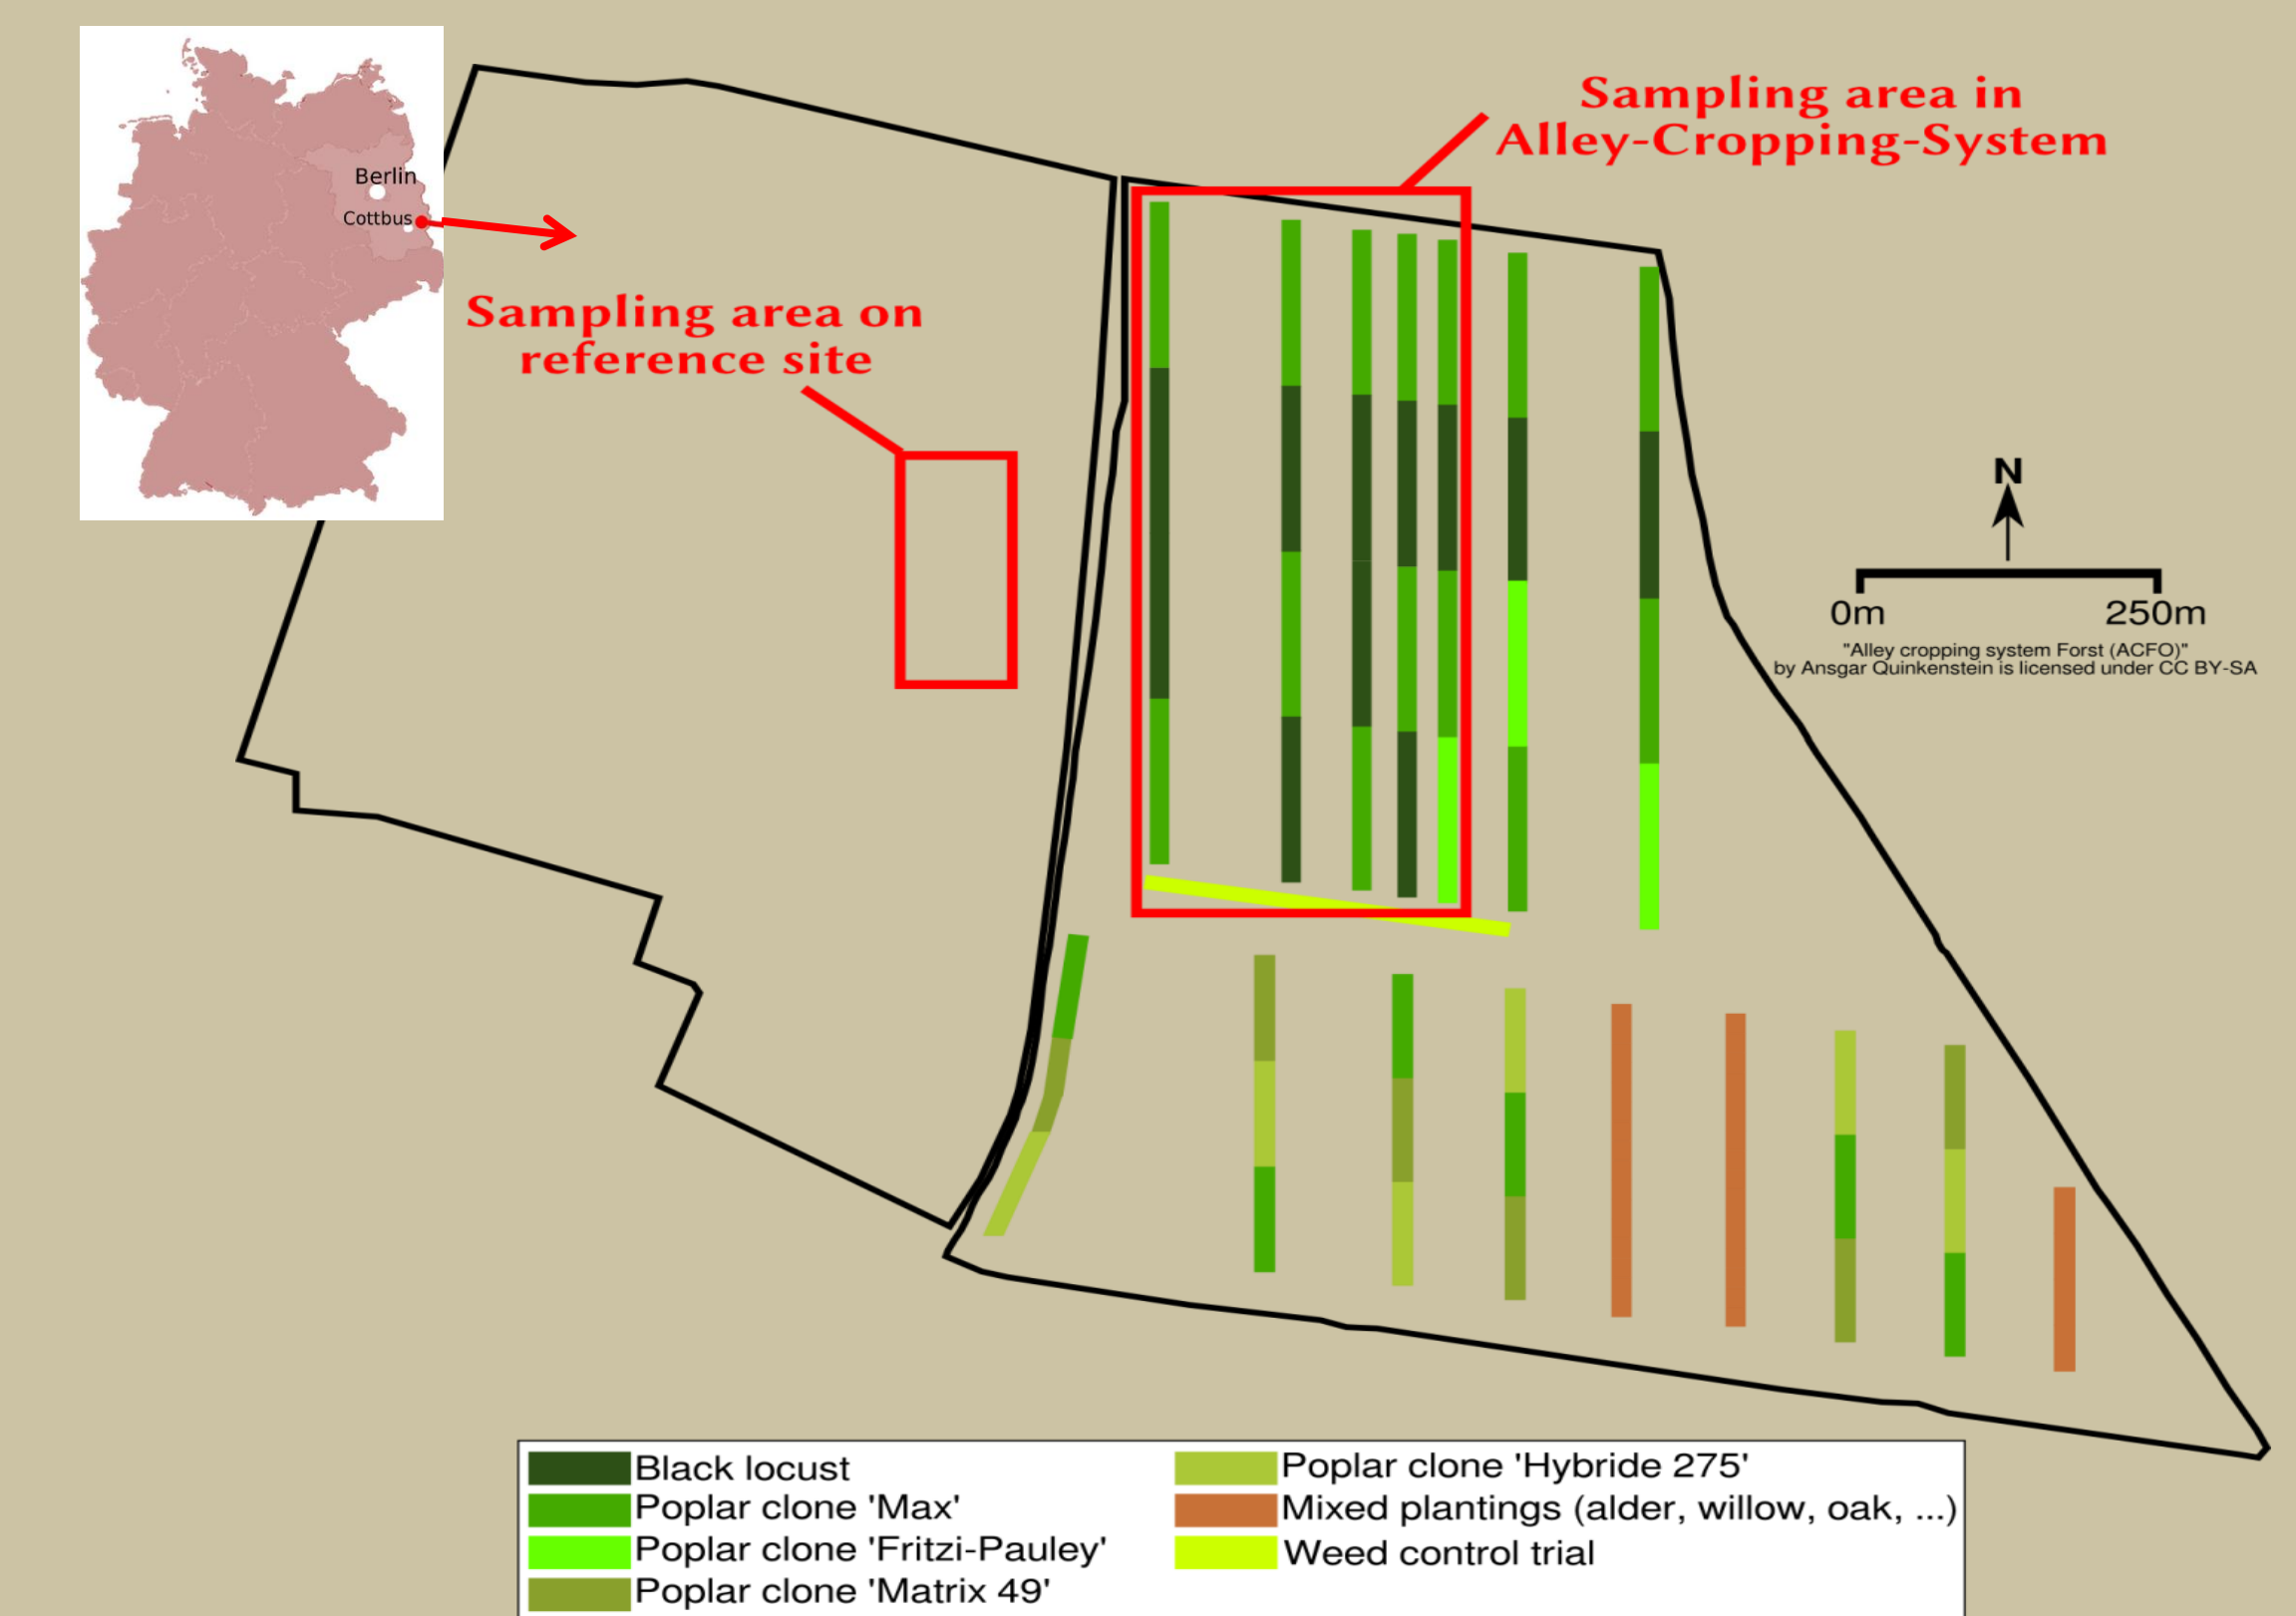 Berlin
Cottbus
Sampling area in
Alley-Cropping-System
Sampling area on
reference site
N
0m 250m
"Alley cropping system Forst (ACFO)"
by Ansgar Quinkenstein is licensed under CC BY-SA
Black locust
Poplar clone 'Max'
Poplar clone 'Fritzi-Pauley'
Poplar clone 'Matrix 49'
Poplar clone 'Hybride 275'
Mixed plantings (alder, willow, oak, ...)
Weed control trial